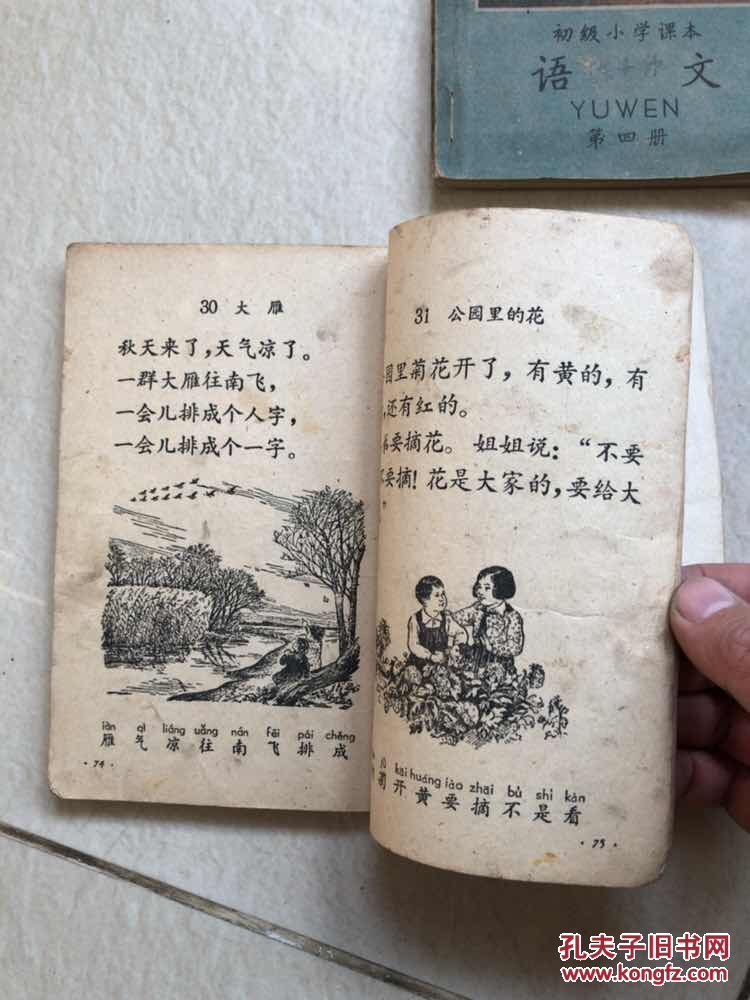 初级小学课本
语文
YUWEN
第四册
30 大雁
秋天来了，天气凉了。
一群大雁往南飞，
一会儿排成个人字，
一会儿排成个一字。
iàn qì liáng uǎng nán fēi pái chéng
雁气凉往南飞排成
·74·
31 公园里的花
园里菊花开了，有黄的，有
，还有红的。
要摘花。姐姐说：“不要
要摘！花是大家的，要给大
”
kāi huáng iào zhāi bù shì kàn
菊开黄要摘不是看
·75·
孔夫子旧书网
www.kongfz.com